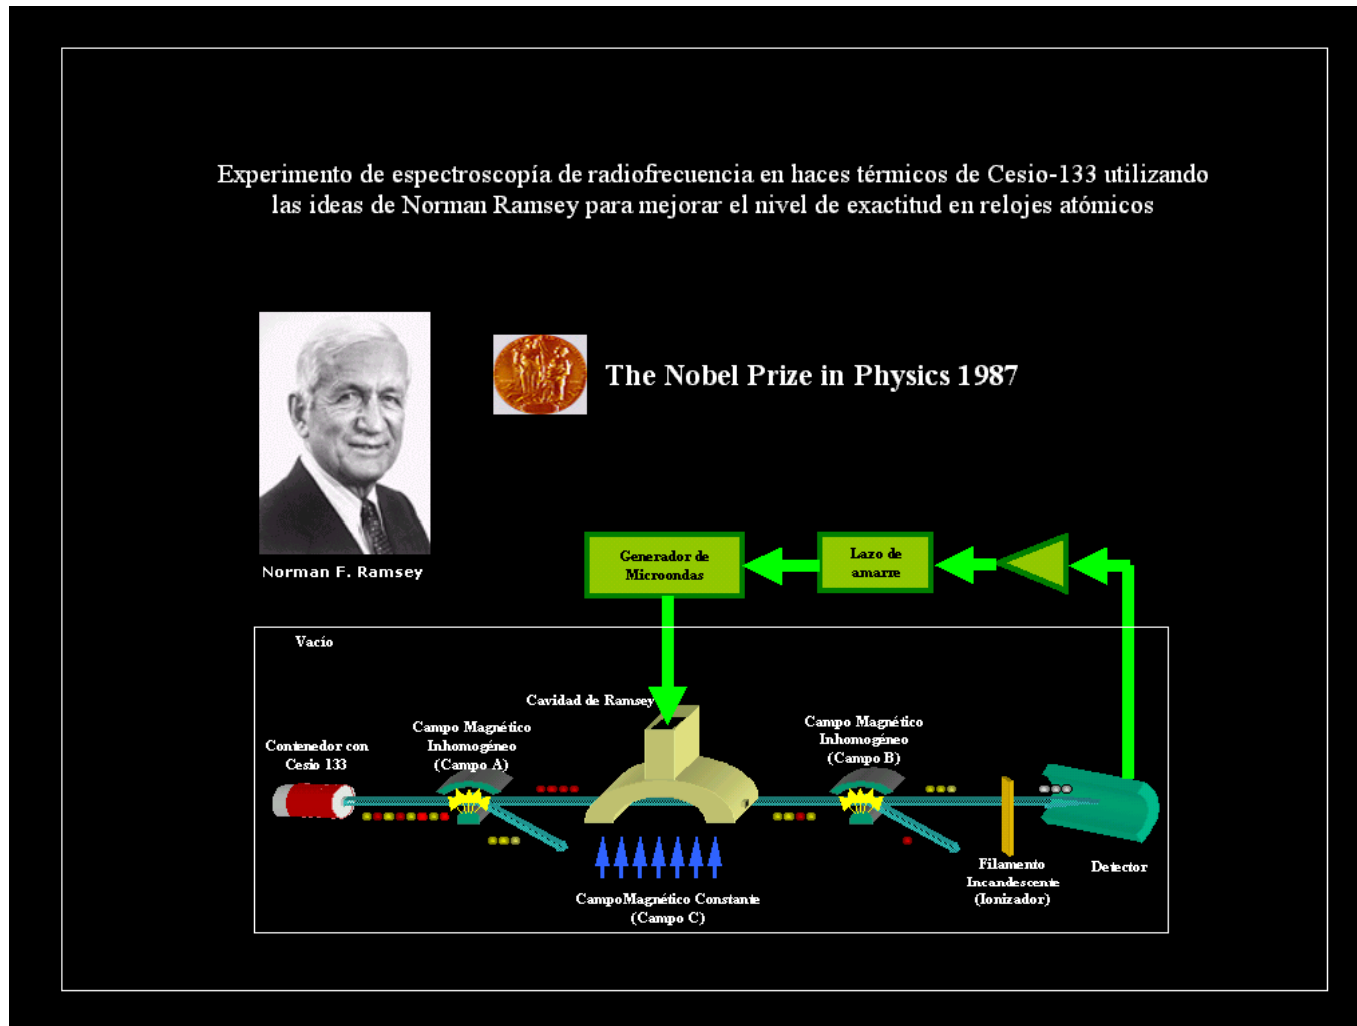 Experimento de espectroscopía de radiofrecuencia en haces térmicos de Cesio-133 utilizando
las ideas de Norman Ramsey para mejorar el nivel de exactitud en relojes atómicos
The Nobel Prize in Physics 1987
Norman F. Ramsey
Generador de
Microondas
Lazo de
amarre
Vacío
Cavidad de Ramsey
Campo Magnético
Inhomogéneo
(Campo A)
Campo Magnético
Inhomogéneo
(Campo B)
Contenedor con
Cesio 133
Filamento
Incandescente
(Ionizador)
Detector
CampoMagnético Constante
(Campo C)